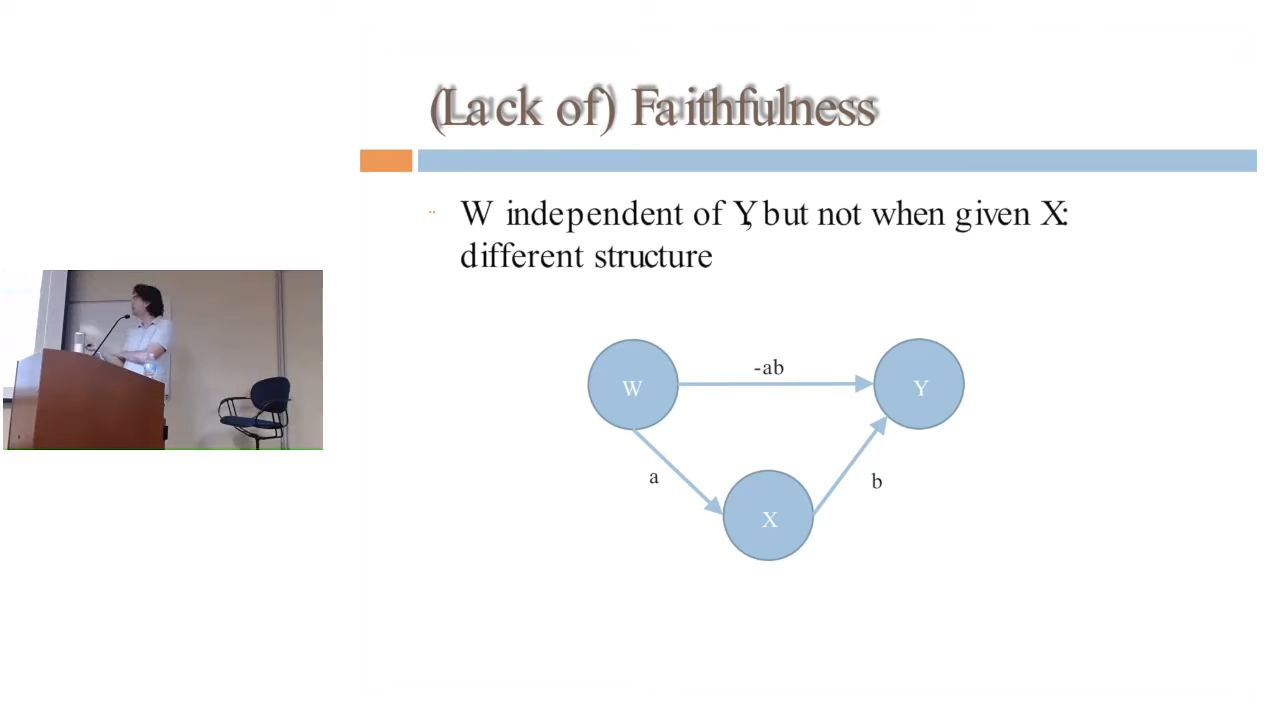 (Lack of) Faithfulness
W independent of Y, but not when given X:
different structure
-ab
W
Y
a
b
X